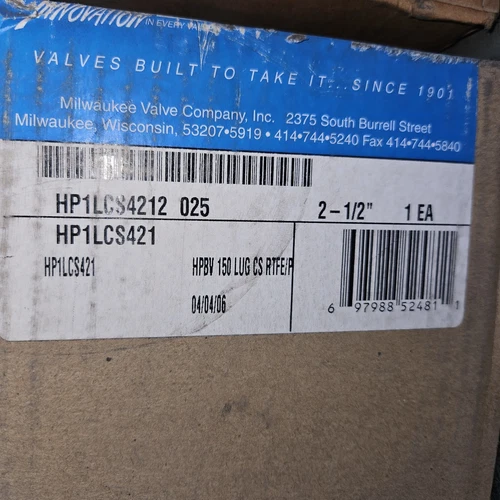 INNOVATION IN EVERY VA
VALVES BUILT TO TAKE IT...SINCE 1901
Milwaukee Valve Company, Inc. 2375 South Burrell Street
Milwaukee, Wisconsin, 53207•5919 • 414•744•5240 Fax 414•744•5840
HP1LCS4212 025 2-1/2" 1 EA
HP1LCS421
HP1LCS421 HPBV 150 LUG CS RTFE/P
04/04/06
6 97988 52481 1